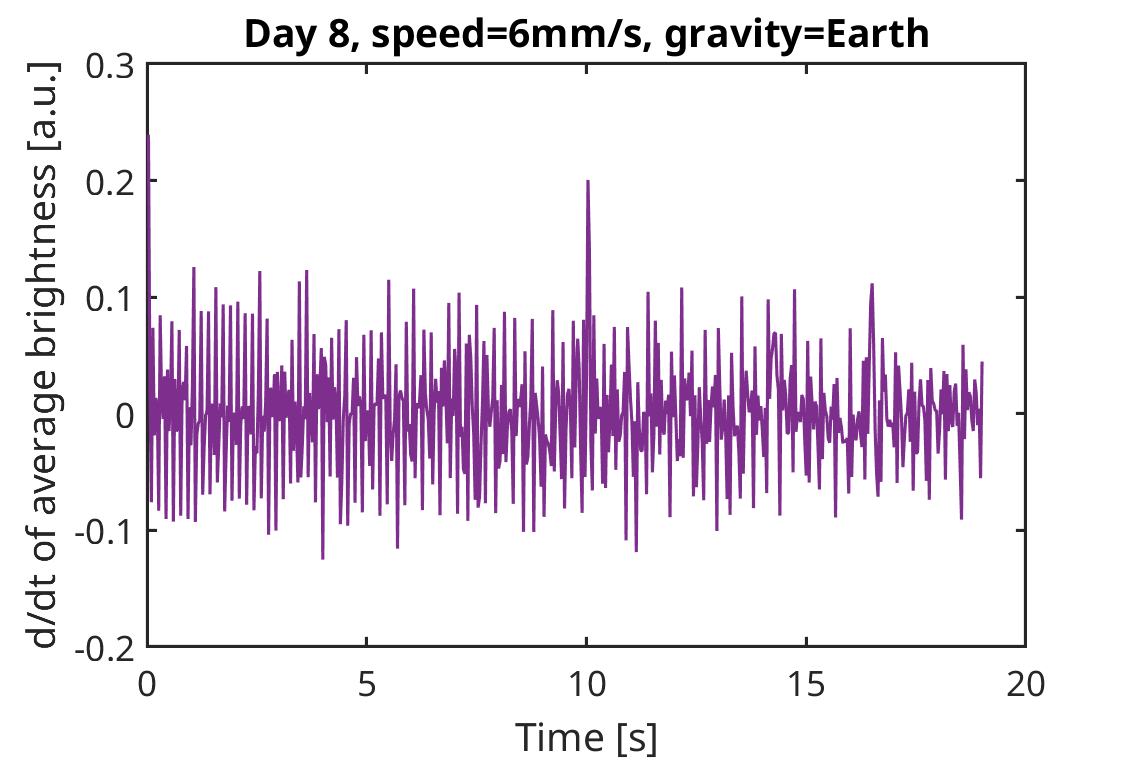 Day 8, speed=6mm/s, gravity=Earth
d/dt of average brightness [a.u.]
0.3
0.2
0.1
0
-0.1
-0.2
0 5 10 15 20
Time [s]